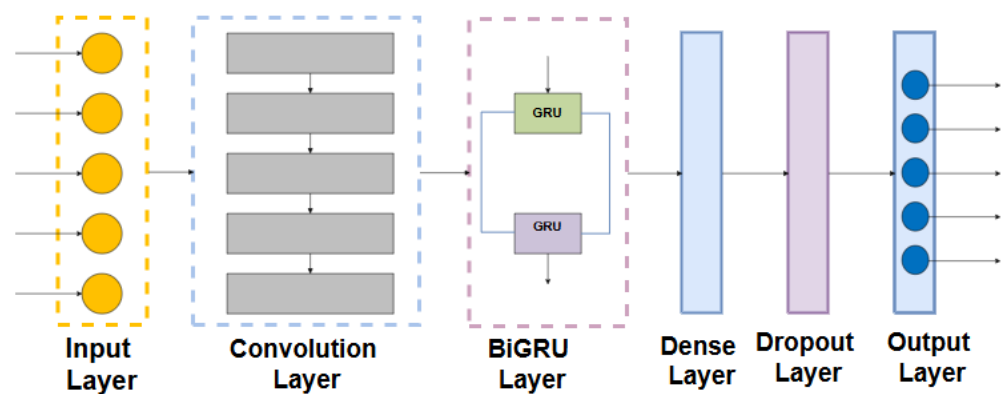 GRU
GRU
Input
Layer
Convolution
Layer
BiGRU
Layer
Dense
Layer
Dropout
Layer
Output
Layer